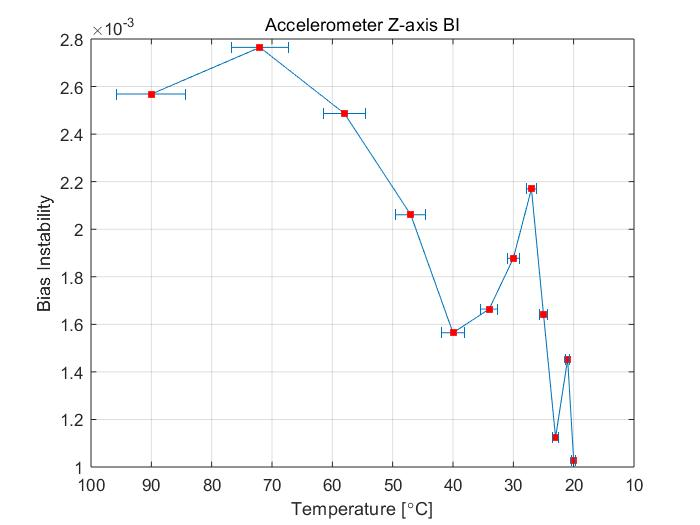 Accelerometer Z-axis BI
×10⁻³
2.8
2.6
2.4
2.2
2
1.8
1.6
1.4
1.2
1
Bias Instability
100 90 80 70 60 50 40 30 20 10
Temperature [°C]